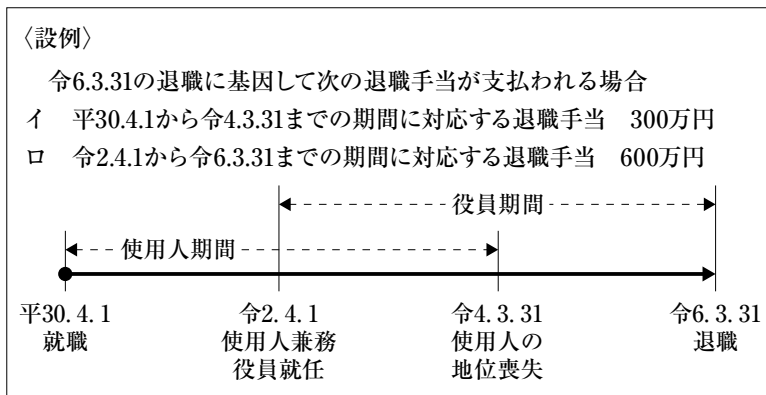 〈設例〉
令6.3.31の退職に基因して次の退職手当が支払われる場合
イ 平30.4.1から令4.3.31までの期間に対応する退職手当 300万円
ロ 令2.4.1から令6.3.31までの期間に対応する退職手当 600万円
役員期間
使用人期間
平30.4.1
就職
令2.4.1
使用人兼務
役員就任
令4.3.31
使用人の
地位喪失
令6.3.31
退職